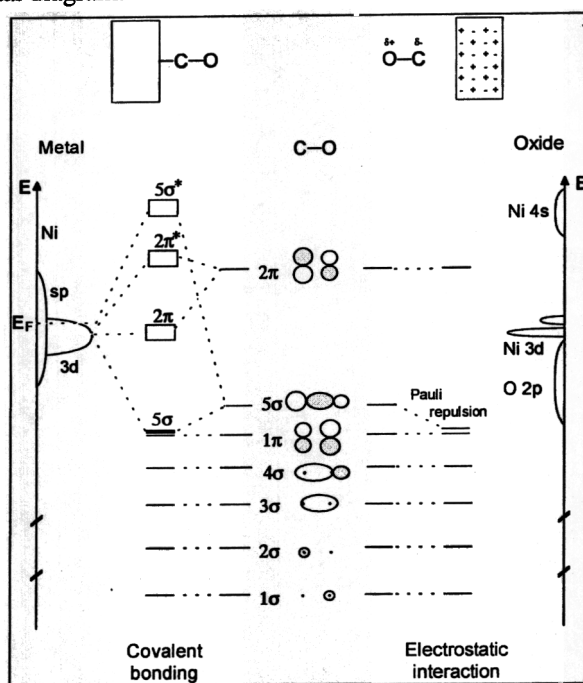 C—O
δ+ δ-
O—C
+ - + - +
- + - + -
Metal
C—O
Oxide
E
5σ*
E
Ni
Ni 4s
2π*
2π
sp
E_F
2π
3d
Ni 3d
O 2p
5σ
Pauli
repulsion
5σ
1π
4σ
3σ
2σ
1σ
Covalent
bonding
Electrostatic
interaction